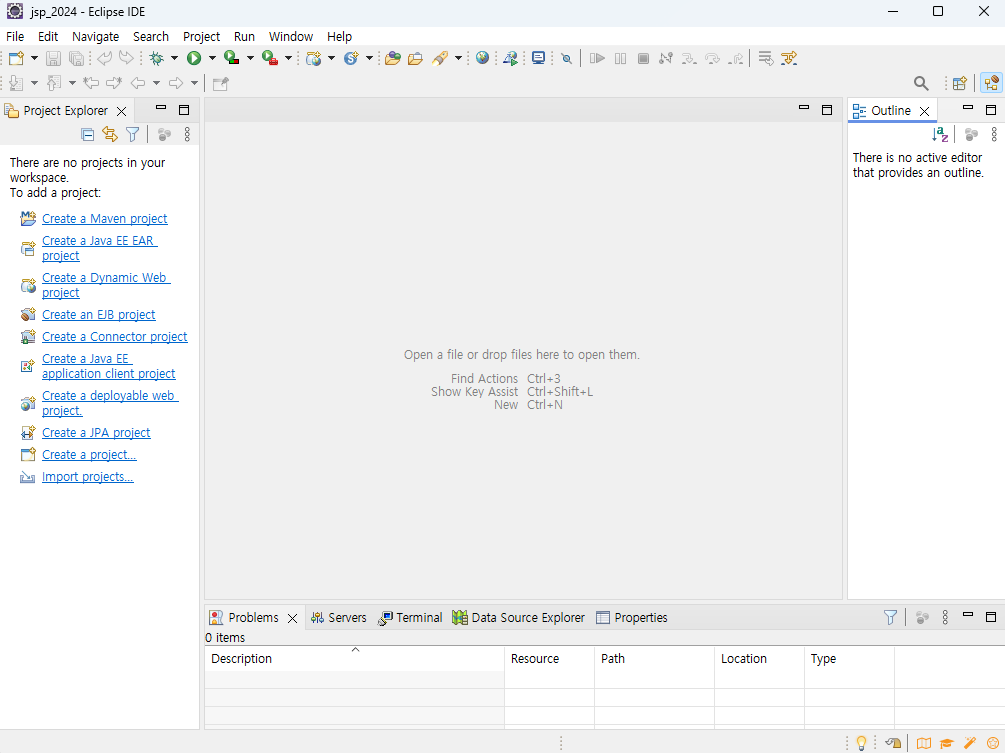 jsp_2024 - Eclipse IDE
File Edit Navigate Search Project Run Window Help
Project Explorer
There are no projects in your
workspace.
To add a project:
Create a Maven project
Create a Java EE EAR
project
Create a Dynamic Web
project
Create an EJB project
Create a Connector project
Create a Java EE
application client project
Create a deployable web
project.
Create a JPA project
Create a project...
Import projects...
Open a file or drop files here to open them.
Find Actions Ctrl+3
Show Key Assist Ctrl+Shift+L
New Ctrl+N
Outline
There is no active editor
that provides an outline.
Problems Servers Terminal Data Source Explorer Properties
0 items
Description Resource Path Location Type